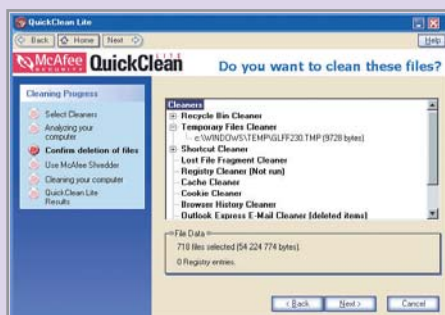 QuickClean Lite
Back Home Next Help
McAfee SECURITY QuickClean LITE
Do you want to clean these files?
Cleaning Progress
Select Cleaners
Analyzing your computer
Confirm deletion of files
Use McAfee Shredder
Cleaning your computer
QuickClean Lite Results
Cleaners
Recycle Bin Cleaner
Temporary Files Cleaner
c:\WINDOWS\TEMP\GLFF230.TMP (9728 bytes)
Shortcut Cleaner
Lost File Fragment Cleaner
Registry Cleaner (Not run)
Cache Cleaner
Cookie Cleaner
Browser History Cleaner
Outlook Express E-Mail Cleaner (deleted items)
File Data
718 files selected (54 224 774 bytes).
0 Registry entries.
< Back Next > Cancel